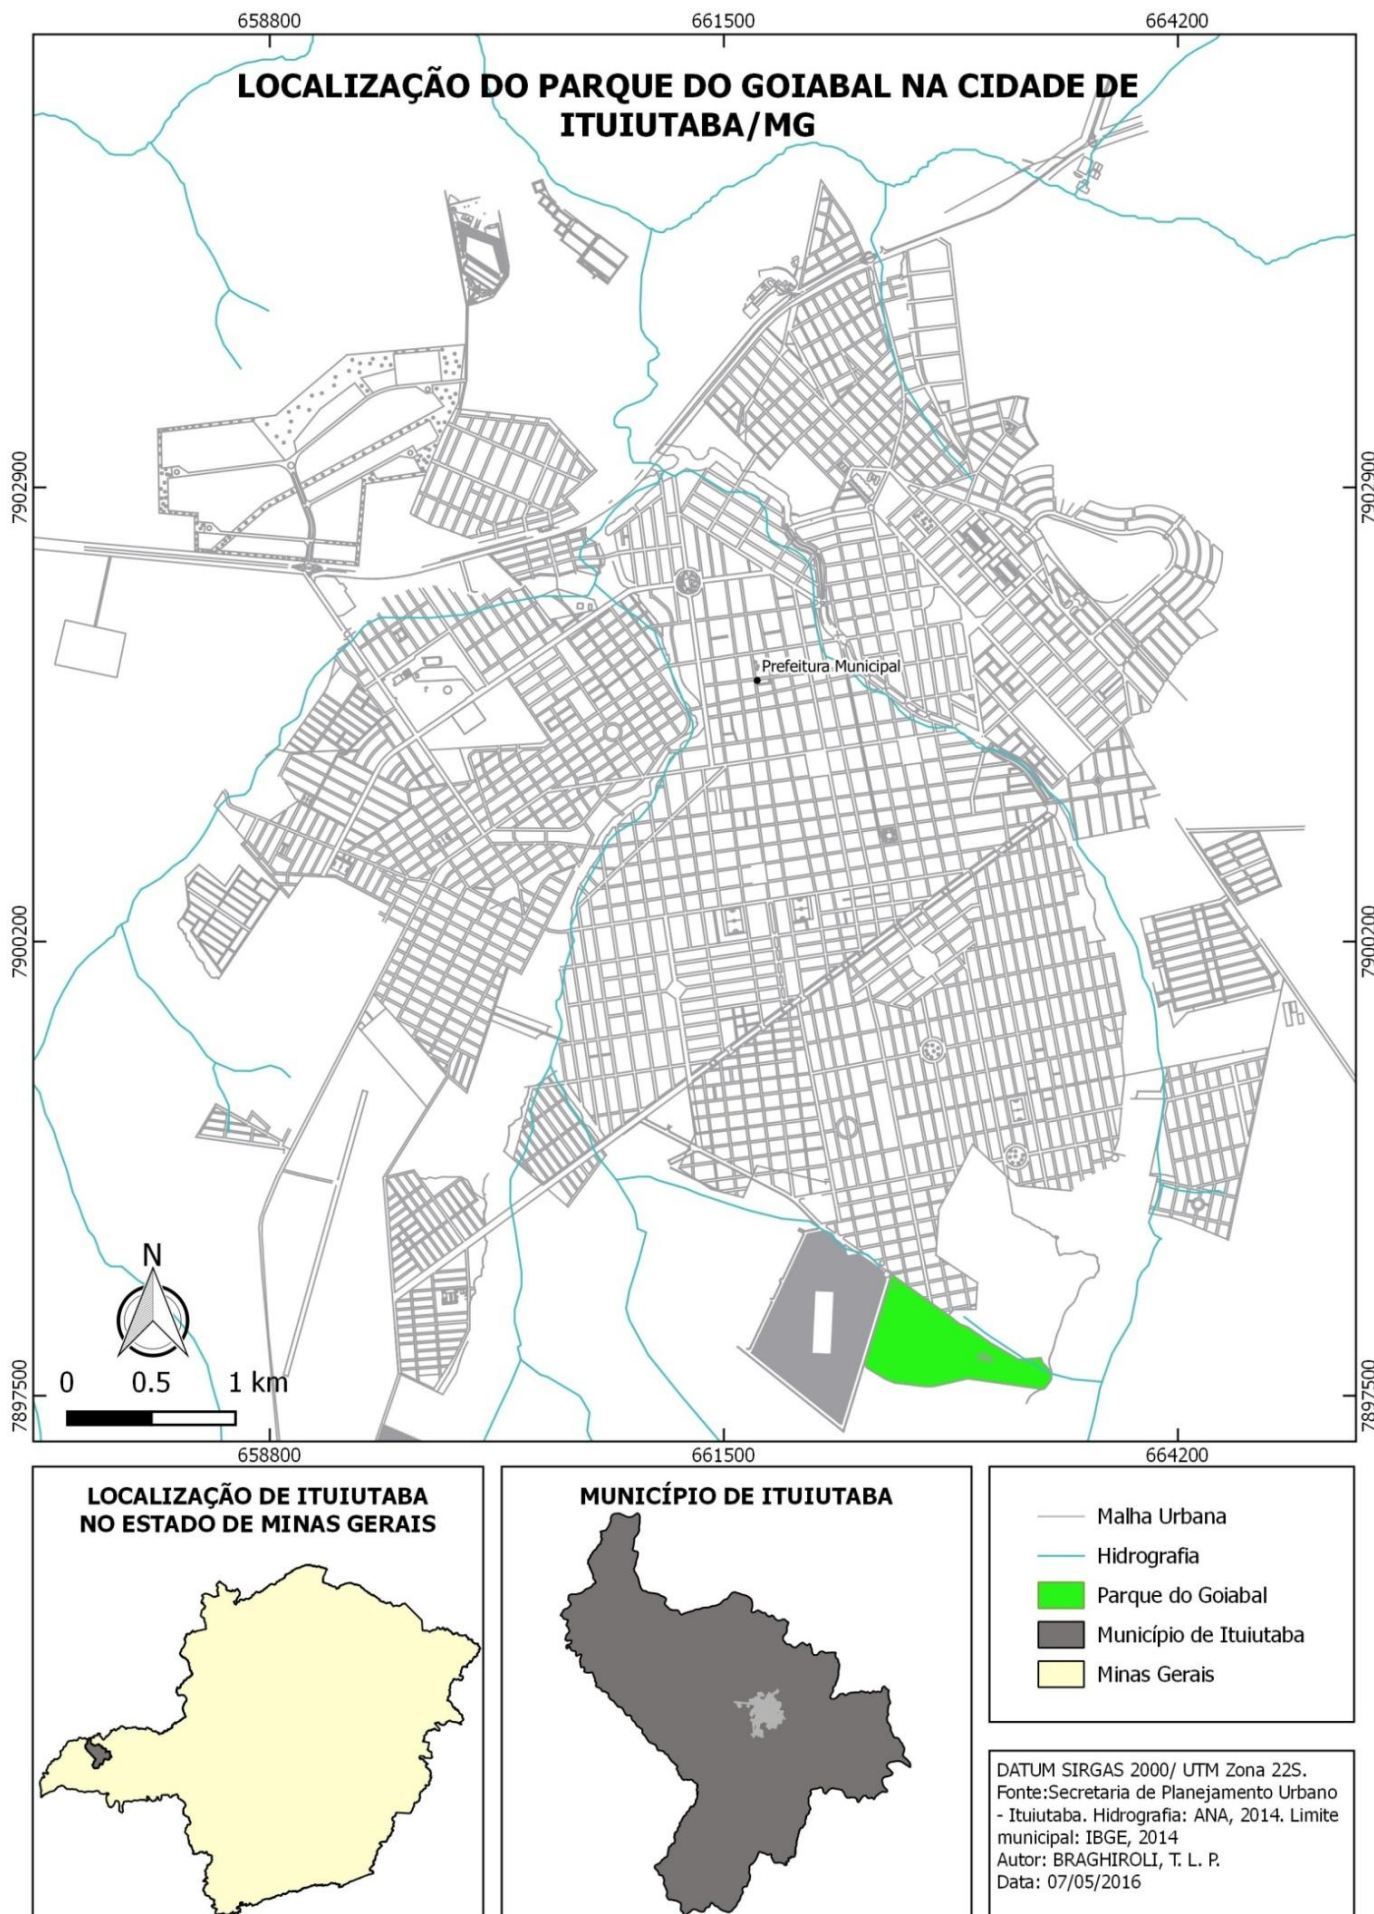 658800
661500
664200
LOCALIZAÇÃO DO PARQUE DO GOIABAL NA CIDADE DE
ITUIUTABA/MG
7902900
7902900
Prefeitura Municipal
7900200
7900200
N
0 0.5 1 km
7897500
7897500
658800
661500
664200
LOCALIZAÇÃO DE ITUIUTABA
NO ESTADO DE MINAS GERAIS
MUNICÍPIO DE ITUIUTABA
Malha Urbana
Hidrografia
Parque do Goiabal
Município de Ituiutaba
Minas Gerais
DATUM SIRGAS 2000/ UTM Zona 22S.
Fonte:Secretaria de Planejamento Urbano
- Ituiutaba. Hidrografia: ANA, 2014. Limite
municipal: IBGE, 2014
Autor: BRAGHIROLI, T. L. P.
Data: 07/05/2016